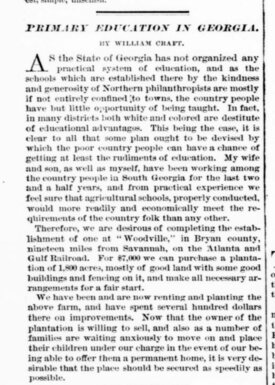 PRIMARY EDUCATION IN GEORGIA.
BY WILLIAM CRAFT.
AS the State of Georgia has not organized any
practical system of education, and as the
schools which are established there by the kindness
and generosity of Northern philanthropists are mostly
if not entirely confined to towns, the country people
have but little opportunity of being taught. In fact,
in many districts both white and colored are destitute
of educational advantages. This being the case, it is
clear to all that some plan ought to be devised by
which the poor country people can have a chance of
getting at least the rudiments of education. My wife
and son, as well as myself, have been working among
the country people in South Georgia for the last two
and a half years, and from practical experience we
feel sure that agricultural schools, properly conducted,
would more readily and economically meet the re-
quirements of the country folk than any other.
Therefore, we are desirous of completing the estab-
lishment of one at "Woodville," in Bryan county,
nineteen miles from Savannah, on the Atlanta and
Gulf Railroad. For $7,000 we can purchase a planta-
tion of 1,800 acres, mostly of good land with some good
buildings and fencing on it, and make all necessary ar-
rangements for a fair start.
We have been and are now renting and planting the
above farm, and have spent several hundred dollars
there on improvements. Now that the owner of the
plantation is willing to sell, and also as a number of
families are waiting anxiously to move on and place
their children under our charge in the event of our be-
ing able to offer them a permanent home, it is very de-
sirable that the place should be secured as speedily as
possible.